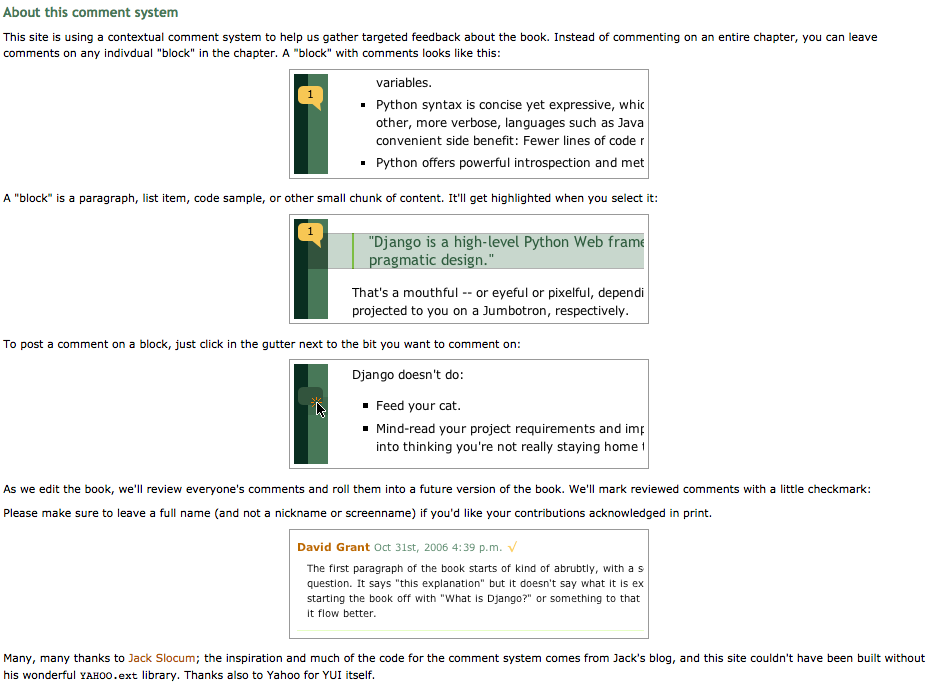 About this comment system
This site is using a contextual comment system to help us gather targeted feedback about the book. Instead of commenting on an entire chapter, you can leave
comments on any indivdual "block" in the chapter. A "block" with comments looks like this:
variables.
1
Python syntax is concise yet expressive, whic
other, more verbose, languages such as Java
convenient side benefit: Fewer lines of code
Python offers powerful introspection and met
A "block" is a paragraph, list item, code sample, or other small chunk of content. It'll get highlighted when you select it:
1
"Django is a high-level Python Web frame
pragmatic design."
That's a mouthful -- or eyeful or pixelful, dependi
projected to you on a Jumbotron, respectively.
To post a comment on a block, just click in the gutter next to the bit you want to comment on:
Django doesn't do:
Feed your cat.
Mind-read your project requirements and imp
into thinking you're not really staying home
As we edit the book, we'll review everyone's comments and roll them into a future version of the book. We'll mark reviewed comments with a little checkmark:
Please make sure to leave a full name (and not a nickname or screenname) if you'd like your contributions acknowledged in print.
David Grant Oct 31st, 2006 4:39 p.m. √
The first paragraph of the book starts of kind of abrubtly, with a s
question. It says "this explanation" but it doesn't say what it is ex
starting the book off with "What is Django?" or something to that
it flow better.
Many, many thanks to Jack Slocum; the inspiration and much of the code for the comment system comes from Jack's blog, and this site couldn't have been built without
his wonderful YAHOO.ext library. Thanks also to Yahoo for YUI itself.